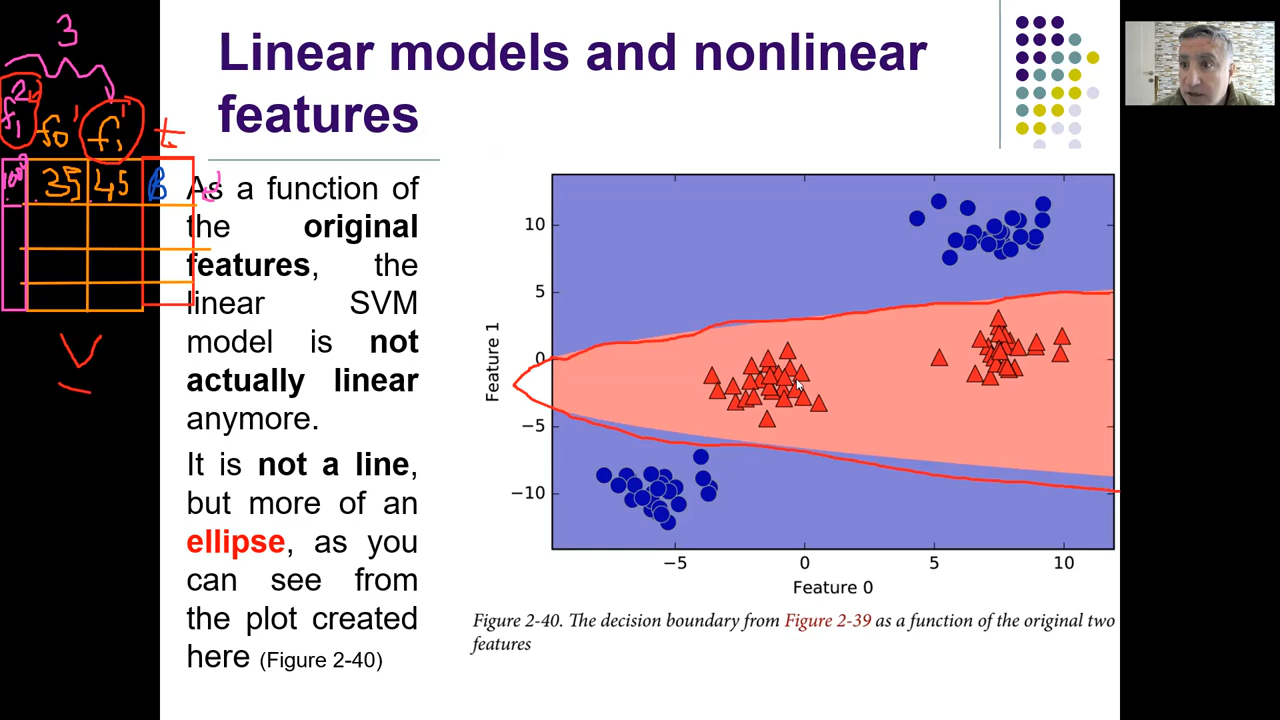 Linear models and nonlinear
features
3
f₁²
f₀
f₁
t
35
45
B
As a function of
the original
features, the
linear SVM
model is not
actually linear
anymore.
It is not a line,
but more of an
ellipse, as you
can see from
the plot created
here (Figure 2-40)
10
5
0
−5
−10
Feature 1
−5
0
5
10
Feature 0
Figure 2-40. The decision boundary from Figure 2-39 as a function of the original two
features